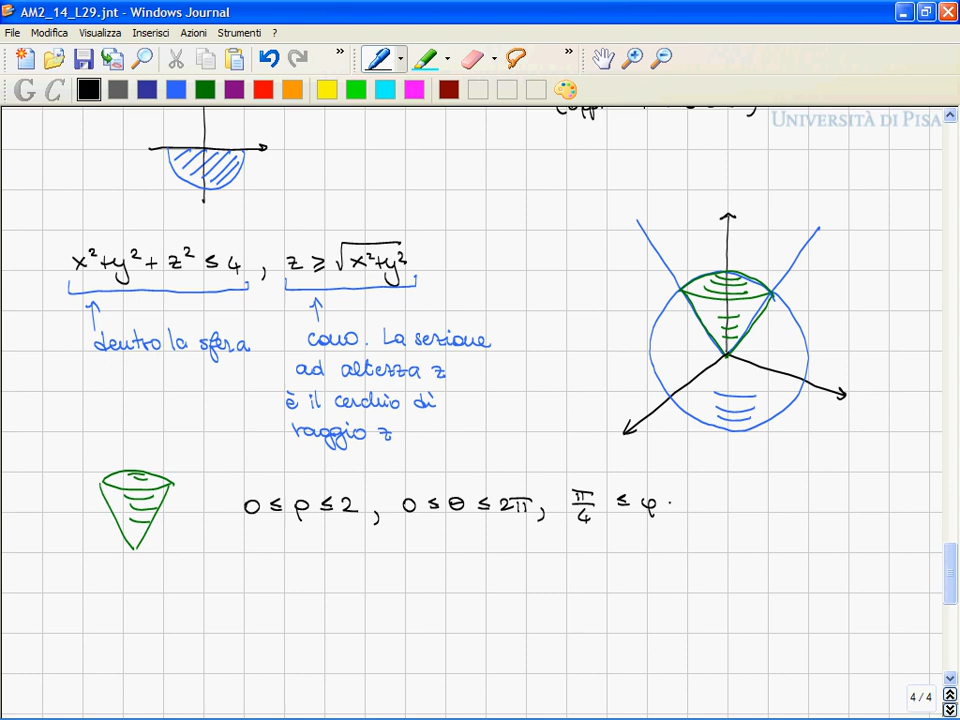 AM2_14_L29.jnt - Windows Journal
File Modifica Visualizza Inserisci Azioni Strumenti ?
G C
UNIVERSITÀ DI PISA
x²+y²+z² ≤ 4, z ≥ √x²+y²
dentro la sfera
cono. La sezione
ad altezza z
è il cerchio di
raggio z
0 ≤ ρ ≤ 2, 0 ≤ θ ≤ 2π, π/4 ≤ φ
4 / 4